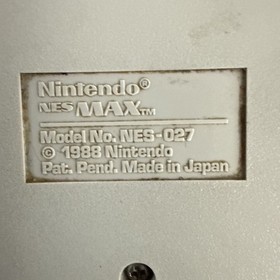 Nintendo®
NES MAX™
Model No. NES-027
© 1988 Nintendo
Pat. Pend. Made in Japan